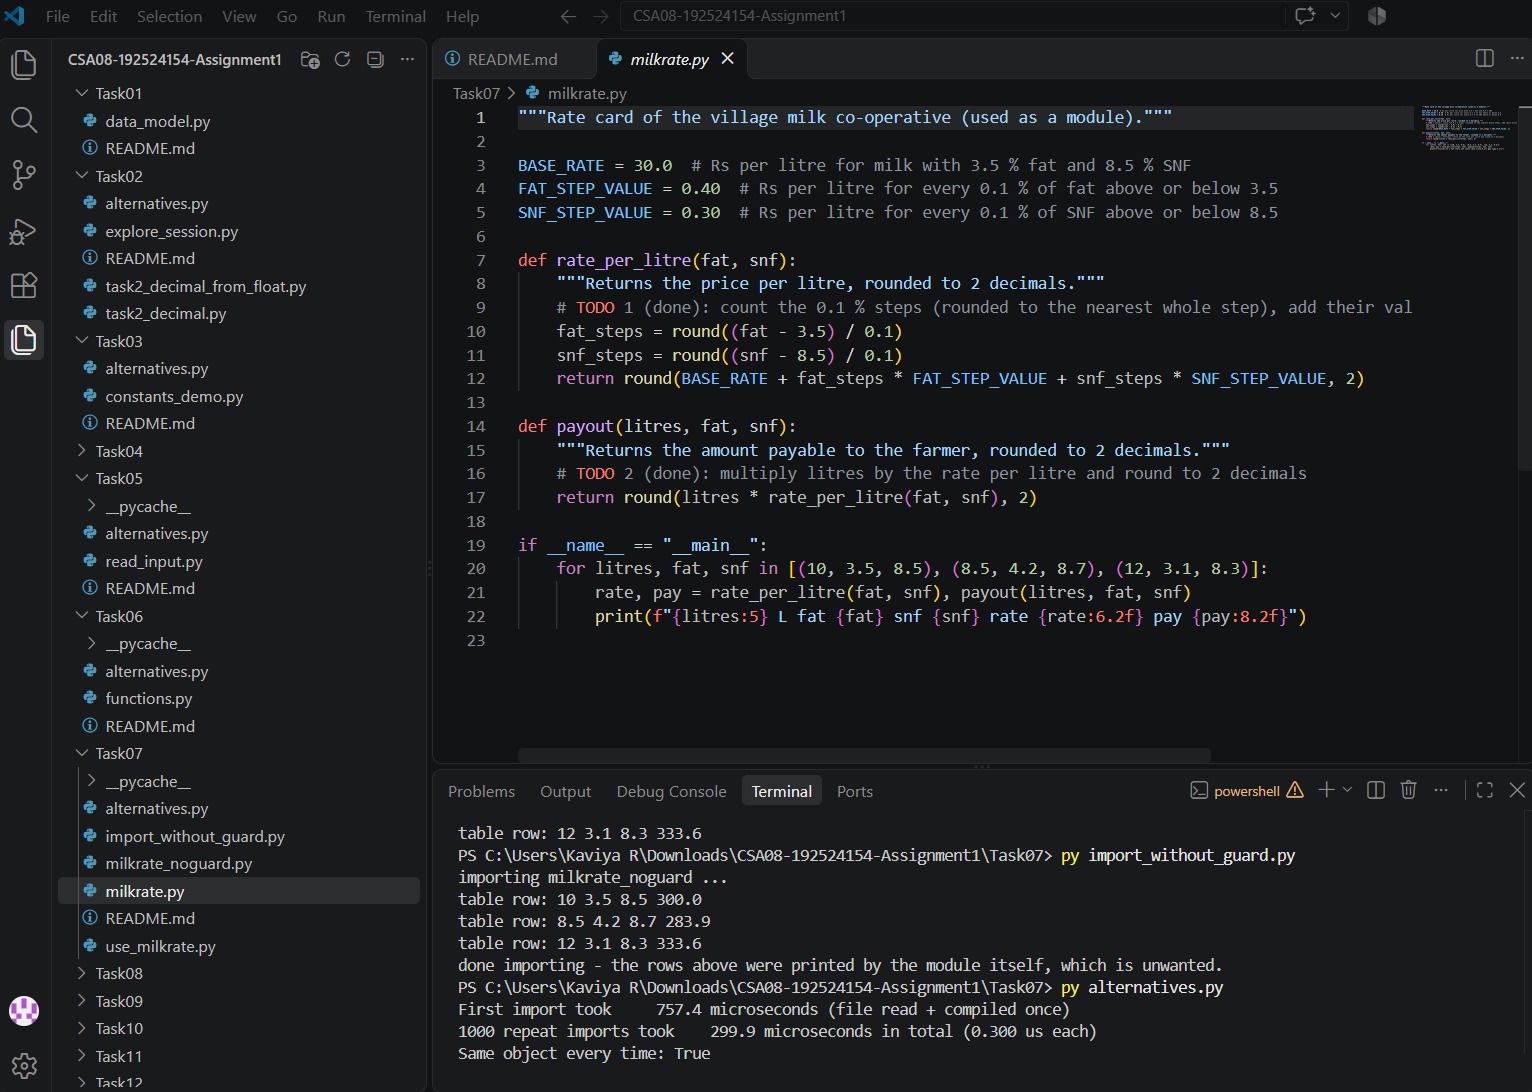 File Edit Selection View Go Run Terminal Help
CSA08-192524154-Assignment1
CSA08-192524154-Assignment1
Task01
data_model.py
README.md
Task02
alternatives.py
explore_session.py
README.md
task2_decimal_from_float.py
task2_decimal.py
Task03
alternatives.py
constants_demo.py
README.md
Task04
Task05
__pycache__
alternatives.py
read_input.py
README.md
Task06
__pycache__
alternatives.py
functions.py
README.md
Task07
__pycache__
alternatives.py
import_without_guard.py
milkrate_noguard.py
milkrate.py
README.md
use_milkrate.py
Task08
Task09
Task10
Task11
Task12
README.md
milkrate.py
Task07 > milkrate.py
1 """Rate card of the village milk co-operative (used as a module)."""
2
3 BASE_RATE = 30.0  # Rs per litre for milk with 3.5 % fat and 8.5 % SNF
4 FAT_STEP_VALUE = 0.40  # Rs per litre for every 0.1 % of fat above or below 3.5
5 SNF_STEP_VALUE = 0.30  # Rs per litre for every 0.1 % of SNF above or below 8.5
6
7 def rate_per_litre(fat, snf):
8     """Returns the price per litre, rounded to 2 decimals."""
9     # TODO 1 (done): count the 0.1 % steps (rounded to the nearest whole step), add their val
10     fat_steps = round((fat - 3.5) / 0.1)
11     snf_steps = round((snf - 8.5) / 0.1)
12     return round(BASE_RATE + fat_steps * FAT_STEP_VALUE + snf_steps * SNF_STEP_VALUE, 2)
13
14 def payout(litres, fat, snf):
15     """Returns the amount payable to the farmer, rounded to 2 decimals."""
16     # TODO 2 (done): multiply litres by the rate per litre and round to 2 decimals
17     return round(litres * rate_per_litre(fat, snf), 2)
18
19 if __name__ == "__main__":
20     for litres, fat, snf in [(10, 3.5, 8.5), (8.5, 4.2, 8.7), (12, 3.1, 8.3)]:
21         rate, pay = rate_per_litre(fat, snf), payout(litres, fat, snf)
22         print(f"{litres:5} L fat {fat} snf {snf} rate {rate:6.2f} pay {pay:8.2f}")
23
Problems Output Debug Console Terminal Ports
powershell
table row: 12 3.1 8.3 333.6
PS C:\Users\Kaviya R\Downloads\CSA08-192524154-Assignment1\Task07> py import_without_guard.py
importing milkrate_noguard ...
table row: 10 3.5 8.5 300.0
table row: 8.5 4.2 8.7 283.9
table row: 12 3.1 8.3 333.6
done importing - the rows above were printed by the module itself, which is unwanted.
PS C:\Users\Kaviya R\Downloads\CSA08-192524154-Assignment1\Task07> py alternatives.py
First import took     757.4 microseconds (file read + compiled once)
1000 repeat imports took    299.9 microseconds in total (0.300 us each)
Same object every time: True